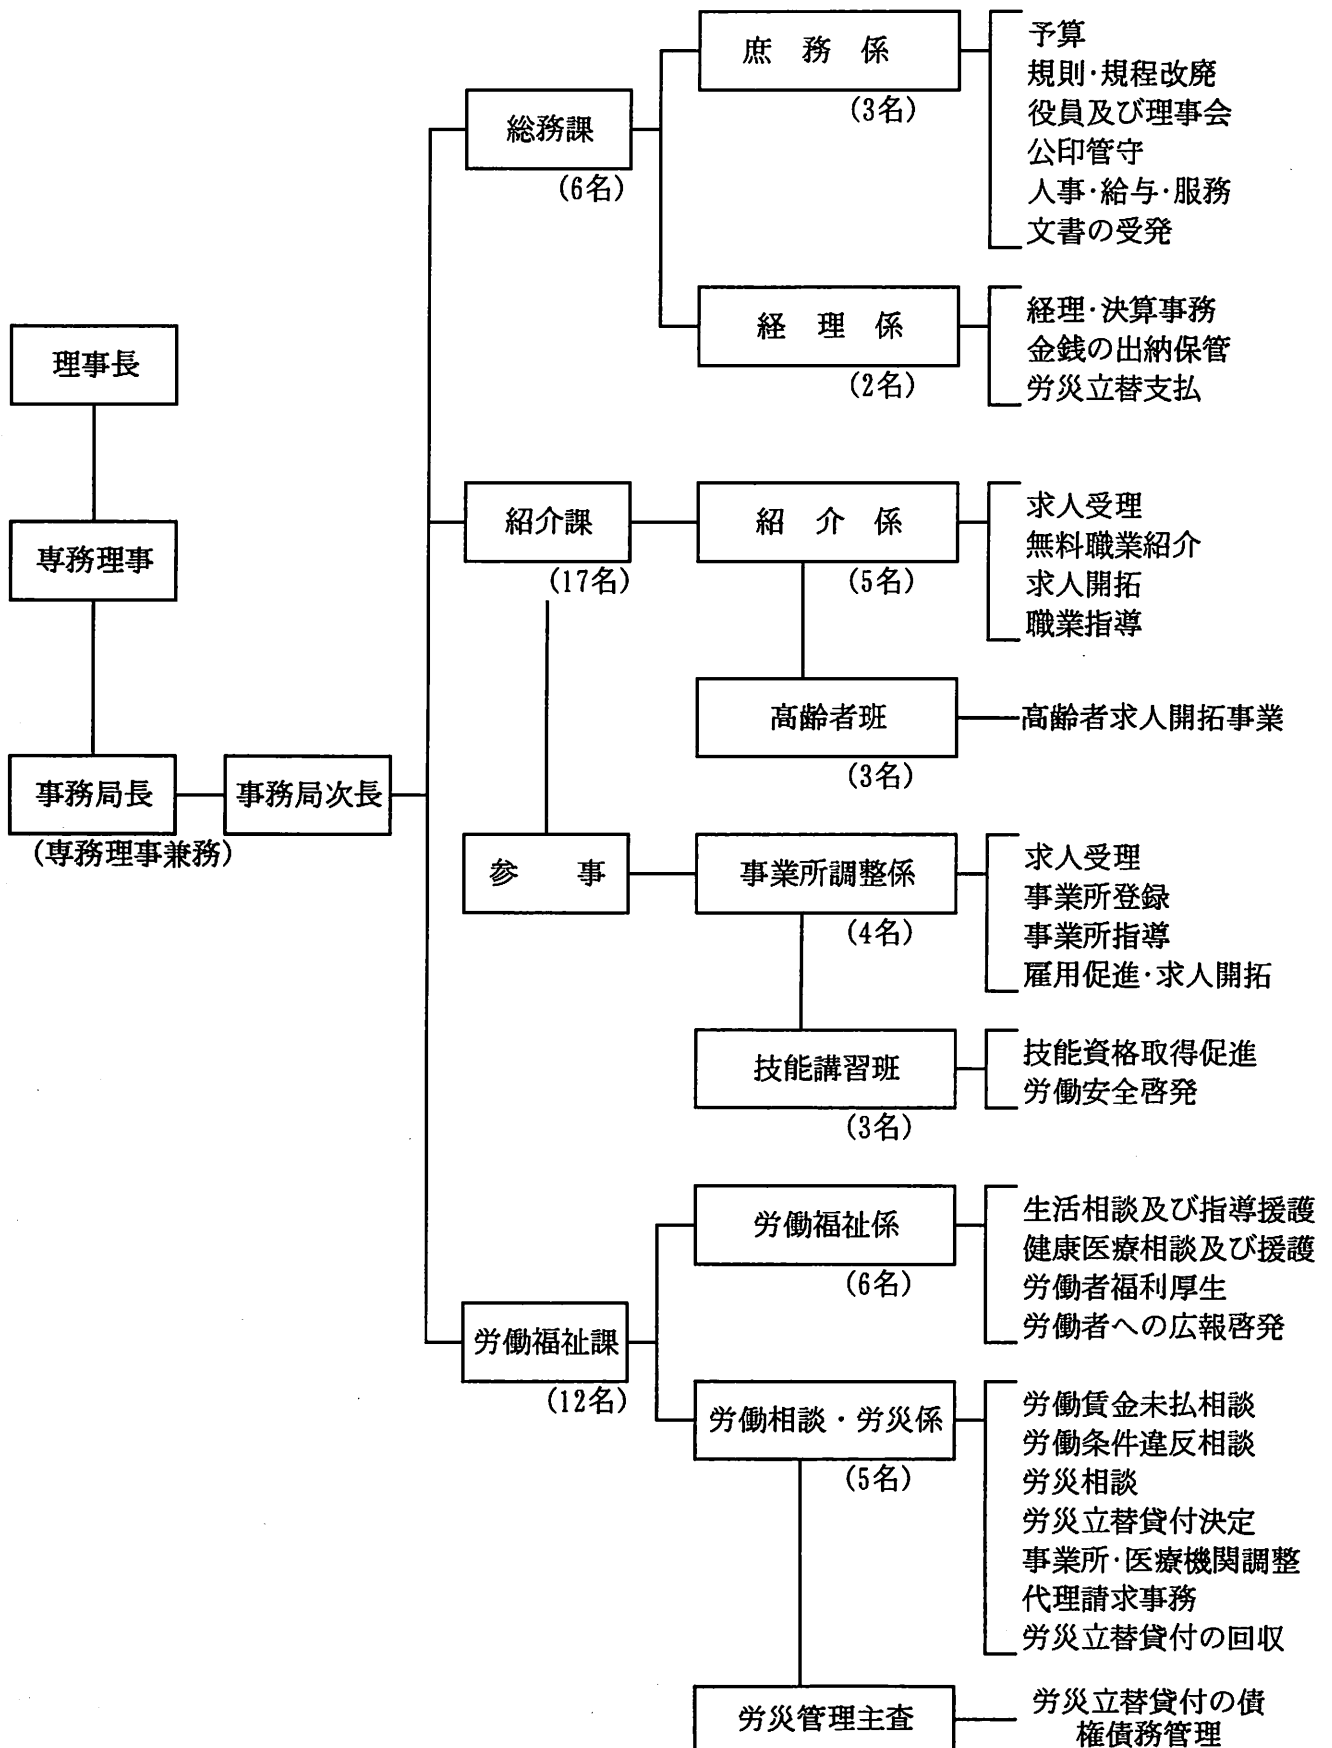 理事長
専務理事
事務局長
(専務理事兼務)
事務局次長
総務課
(6名)
庶務係
(3名)
予算
規則・規程改廃
役員及び理事会
公印管守
人事・給与・服務
文書の受発
経理係
(2名)
経理・決算事務
金銭の出納保管
労災立替支払
紹介課
(17名)
紹介係
(5名)
求人受理
無料職業紹介
求人開拓
職業指導
高齢者班
(3名)
高齢者求人開拓事業
参事
事業所調整係
(4名)
求人受理
事業所登録
事業所指導
雇用促進・求人開拓
技能講習班
(3名)
技能資格取得促進
労働安全啓発
労働福祉課
(12名)
労働福祉係
(6名)
生活相談及び指導援護
健康医療相談及び援護
労働者福利厚生
労働者への広報啓発
労働相談・労災係
(5名)
労働賃金未払相談
労働条件違反相談
労災相談
労災立替貸付決定
事業所・医療機関調整
代理請求事務
労災立替貸付の回収
労災管理主査
労災立替貸付の債
権債務管理